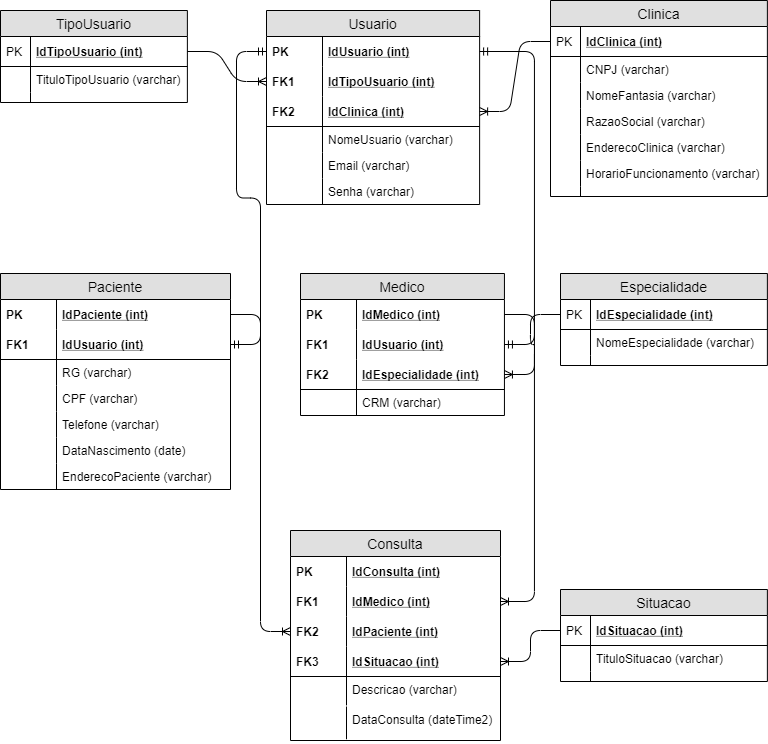 TipoUsuario
PK IdTipoUsuario (int)
TituloTipoUsuario (varchar)
Usuario
PK IdUsuario (int)
FK1 IdTipoUsuario (int)
FK2 IdClinica (int)
NomeUsuario (varchar)
Email (varchar)
Senha (varchar)
Clinica
PK IdClinica (int)
CNPJ (varchar)
NomeFantasia (varchar)
RazaoSocial (varchar)
EnderecoClinica (varchar)
HorarioFuncionamento (varchar)
Paciente
PK IdPaciente (int)
FK1 IdUsuario (int)
RG (varchar)
CPF (varchar)
Telefone (varchar)
DataNascimento (date)
EnderecoPaciente (varchar)
Medico
PK IdMedico (int)
FK1 IdUsuario (int)
FK2 IdEspecialidade (int)
CRM (varchar)
Especialidade
PK IdEspecialidade (int)
NomeEspecialidade (varchar)
Consulta
PK IdConsulta (int)
FK1 IdMedico (int)
FK2 IdPaciente (int)
FK3 IdSituacao (int)
Descricao (varchar)
DataConsulta (dateTime2)
Situacao
PK IdSituacao (int)
TituloSituacao (varchar)